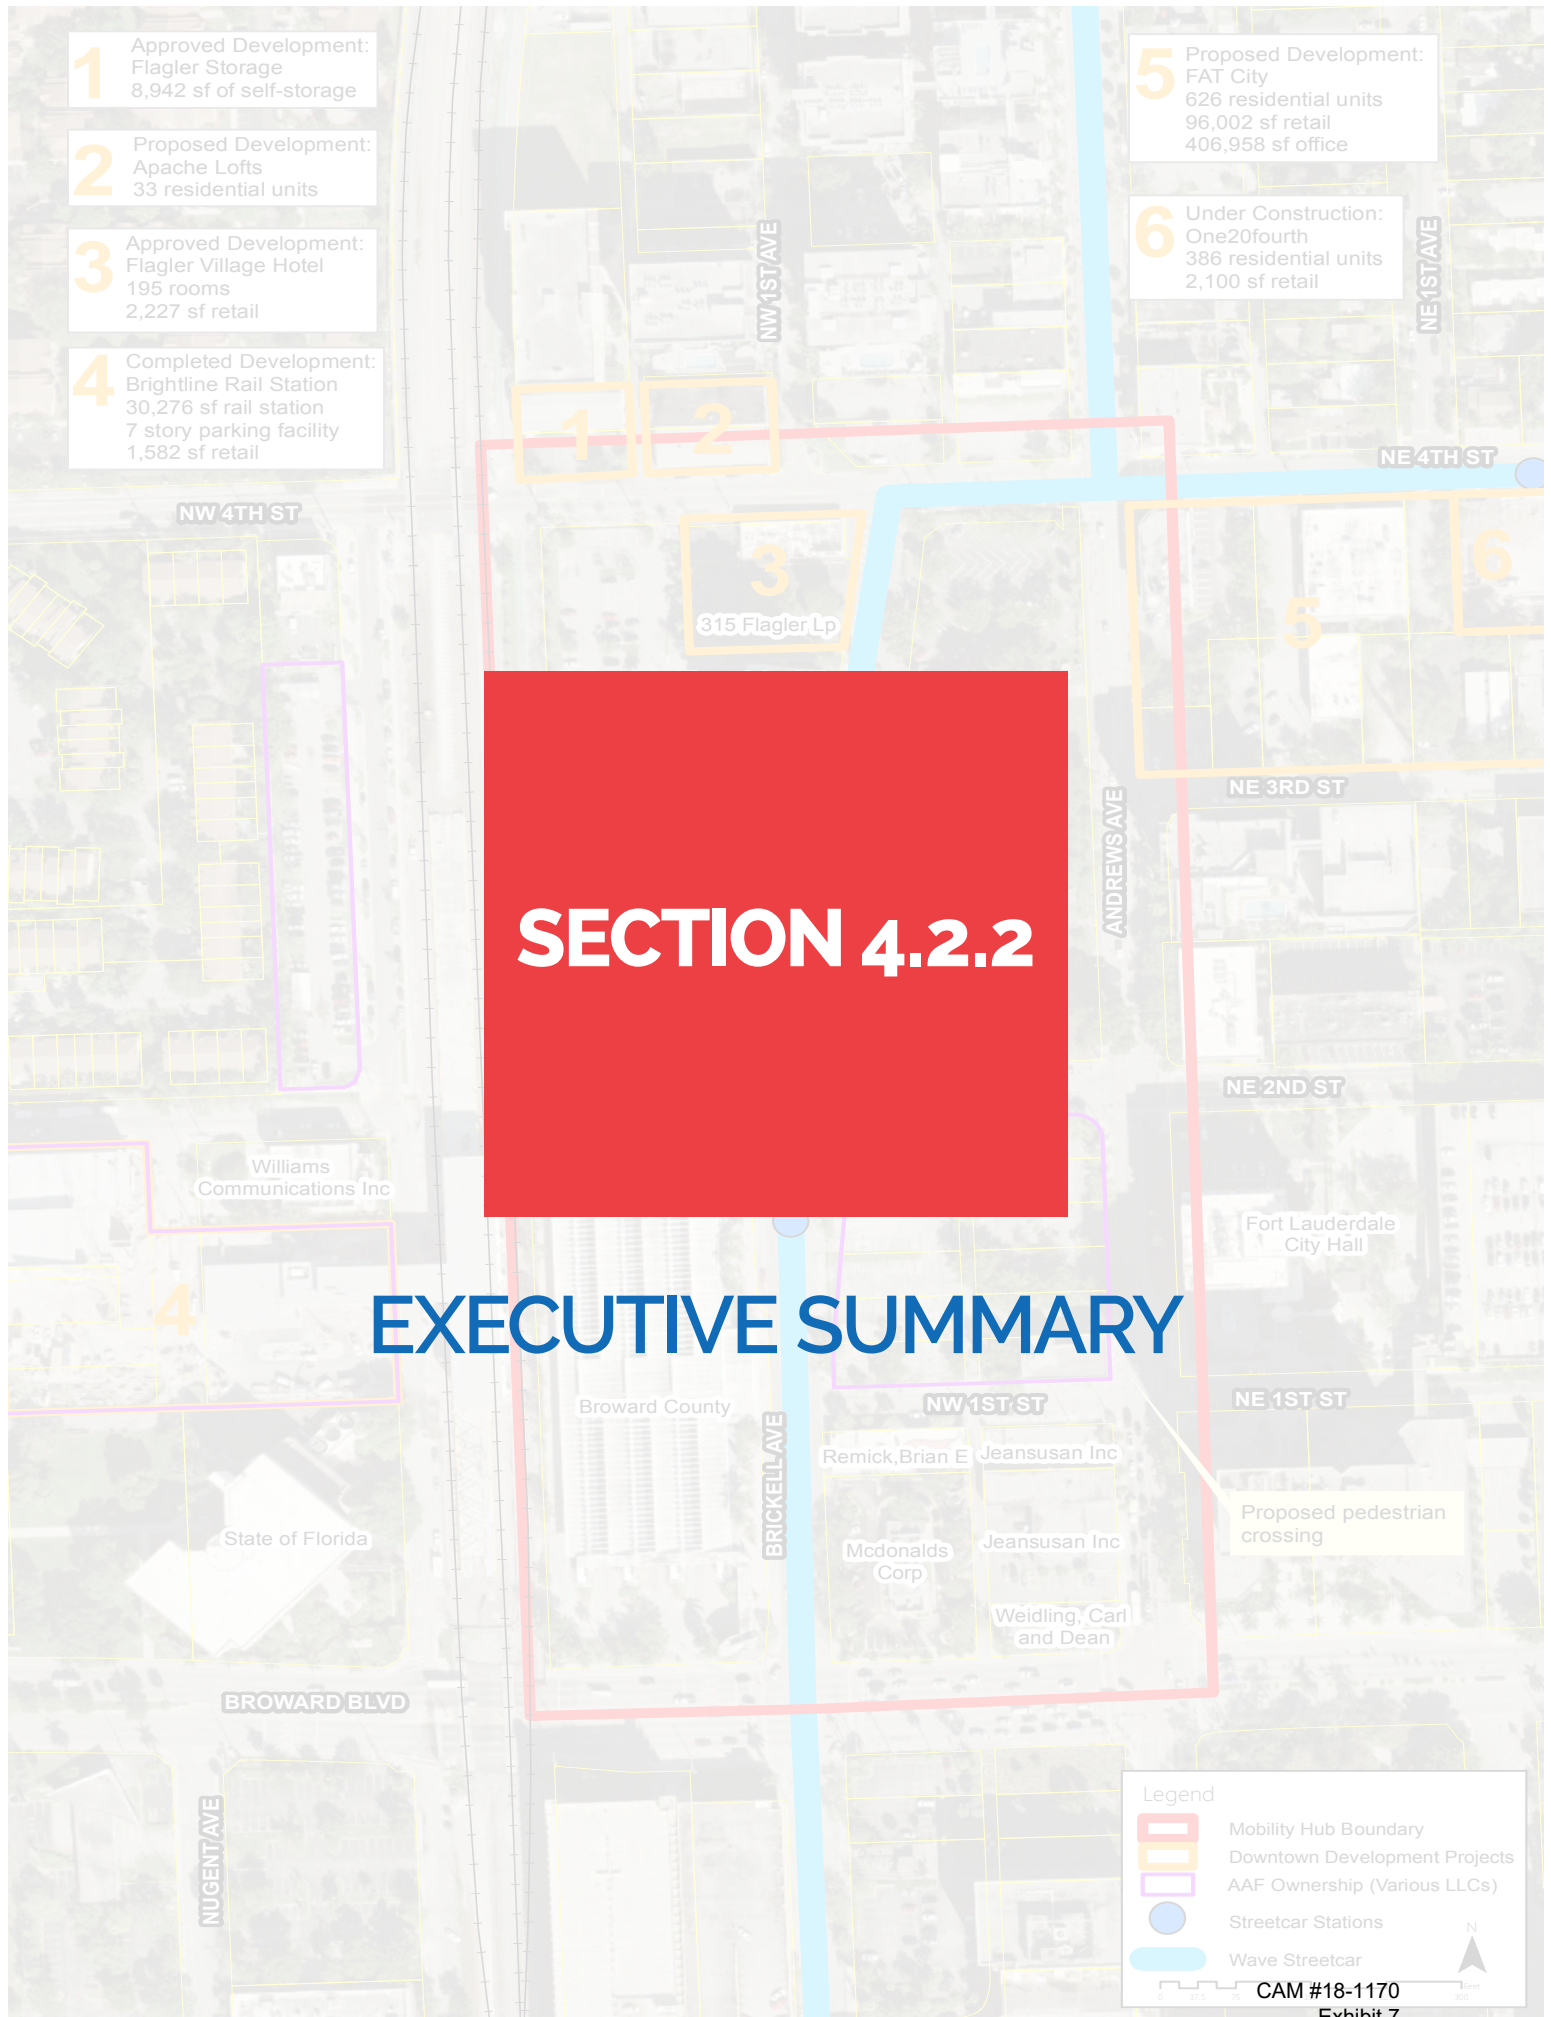 1
Approved Development:
Flagler Storage
8,942 sf of self-storage
2
Proposed Development:
Apache Lofts
33 residential units
3
Approved Development:
Flagler Village Hotel
195 rooms
2,227 sf retail
4
Completed Development:
Brightline Rail Station
30,276 sf rail station
7 story parking facility
1,582 sf retail
5
Proposed Development:
FAT City
626 residential units
96,002 sf retail
406,958 sf office
6
Under Construction:
One20fourth
386 residential units
2,100 sf retail
NW 1ST AVE
NE 1ST AVE
1
2
NE 4TH ST
NW 4TH ST
3
315 Flagler Lp
5
6
NE 3RD ST
ANDREWS AVE
SECTION 4.2.2
NE 2ND ST
Williams
Communications Inc
Fort Lauderdale
City Hall
4
EXECUTIVE SUMMARY
Broward County
NW 1ST ST
NE 1ST ST
BRICKELL AVE
Remick,Brian E
Jeansusan Inc
State of Florida
Mcdonalds
Corp
Jeansusan Inc
Proposed pedestrian
crossing
Weidling, Carl
and Dean
BROWARD BLVD
NUGENT AVE
Legend
Mobility Hub Boundary
Downtown Development Projects
AAF Ownership (Various LLCs)
Streetcar Stations
Wave Streetcar
N
0 37.5 75 300 Feet
CAM #18-1170
Exhibit 7